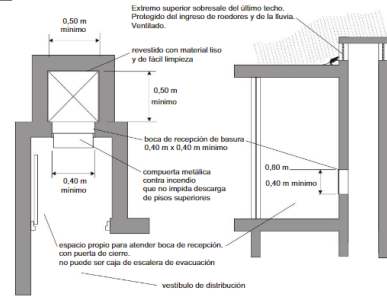 0,50 m
mínimo
Extremo superior sobresale del último techo.
Protegido del ingreso de roedores y de la lluvia.
Ventilado.
revestido con material liso
y de fácil limpieza
0,50 m
mínimo
boca de recepción de basura
0,40 m x 0,40 m mínimo
0,40 m
mínimo
compuerta metálica
contra incendio
que no impida descarga
de pisos superiores
0,80 m
0,40 m mínimo
espacio propio para atender boca de recepción.
con puerta de cierre.
no puede ser caja de escalera de evacuación
vestíbulo de distribución